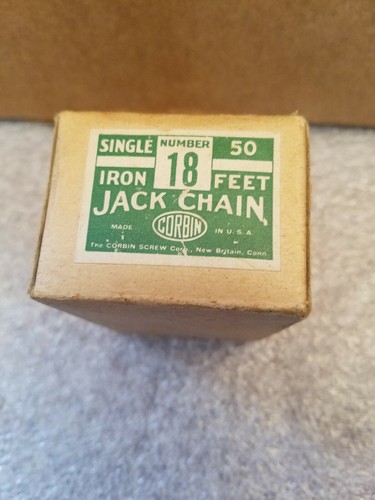 SINGLE NUMBER 50
IRON 18 FEET
JACK CHAIN
MADE CORBIN IN U.S.A.
The CORBIN SCREW Corp., New Britain, Conn.